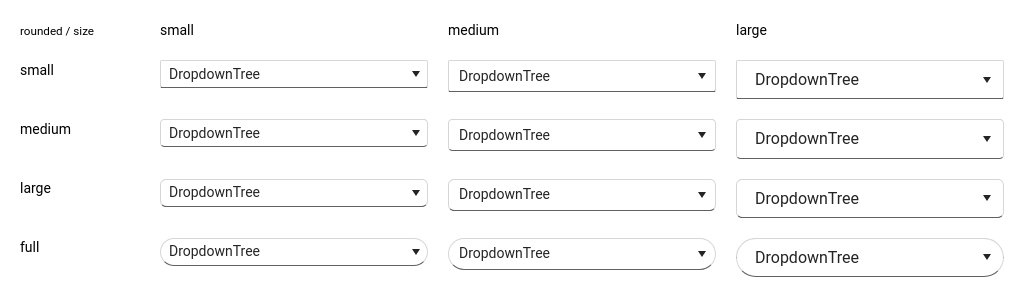 rounded / size small medium large
small DropdownTree DropdownTree DropdownTree
medium DropdownTree DropdownTree DropdownTree
large DropdownTree DropdownTree DropdownTree
full DropdownTree DropdownTree DropdownTree